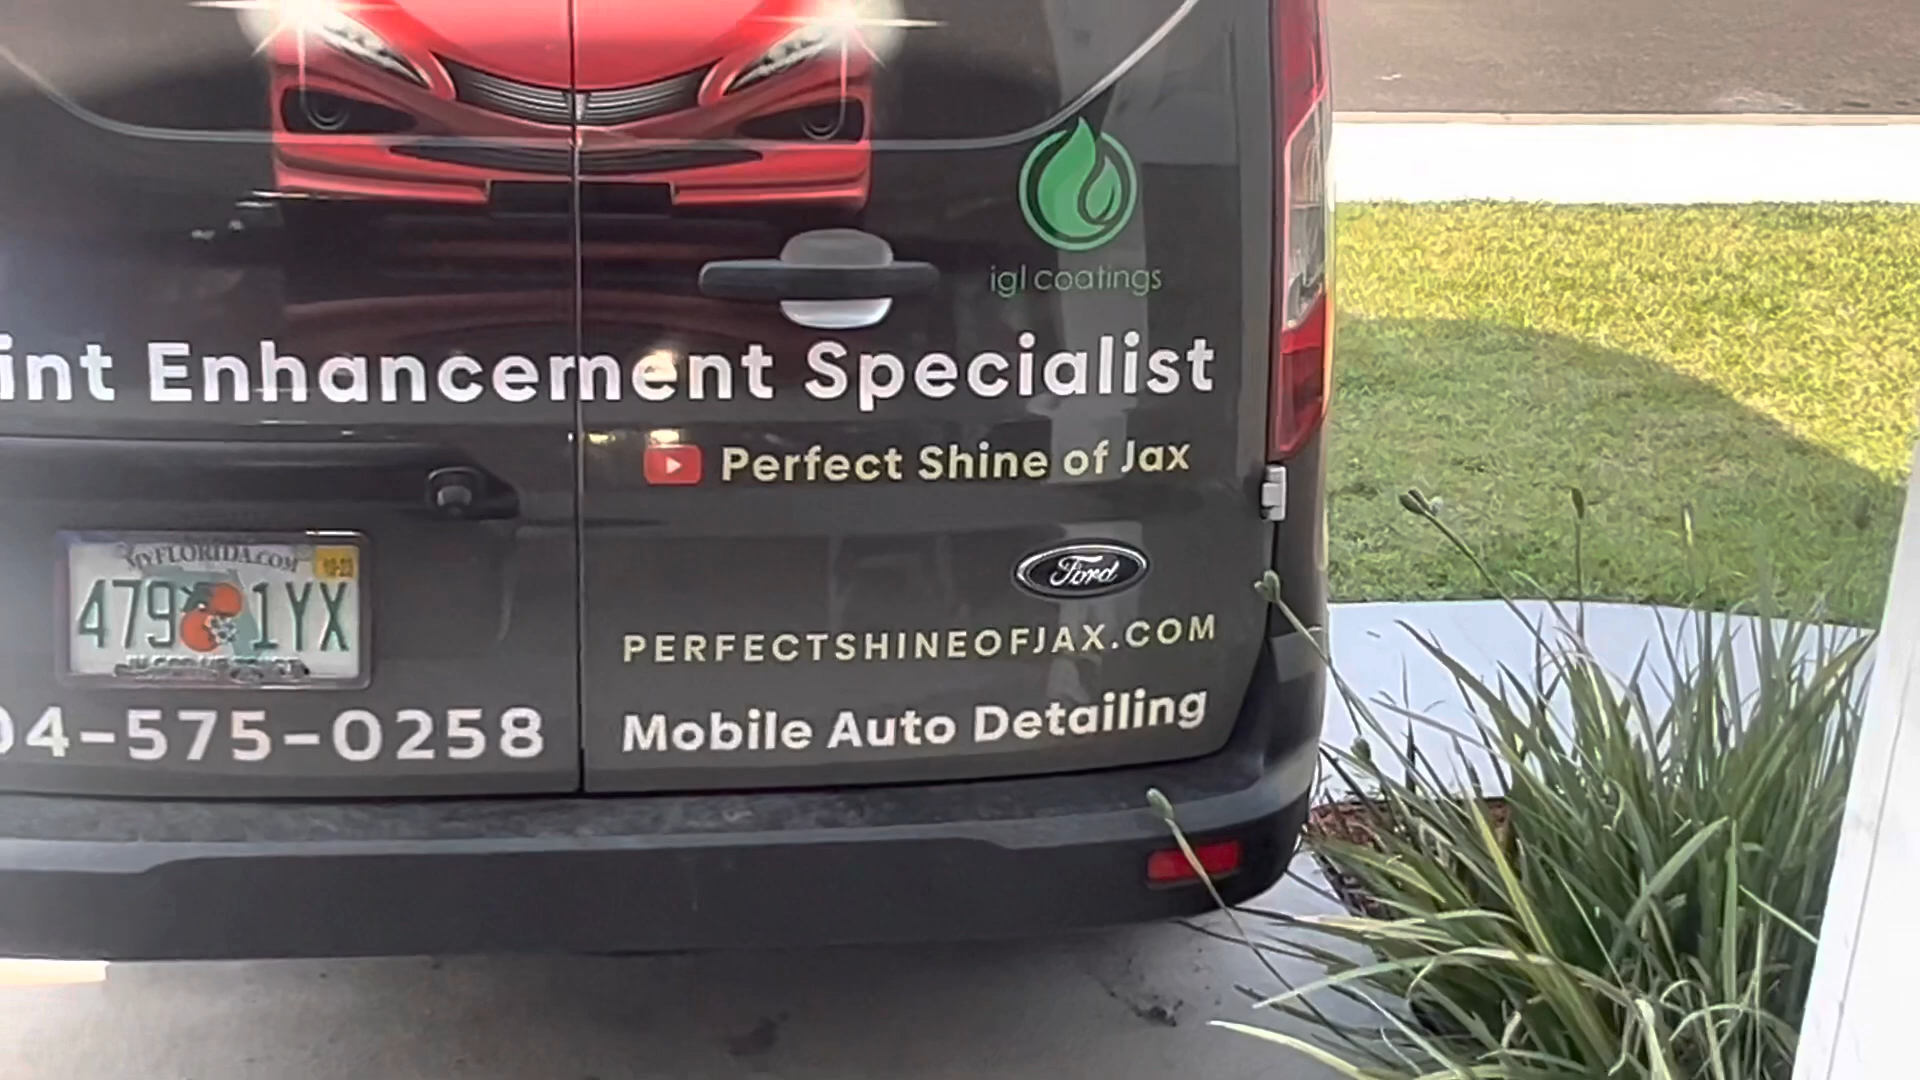 igl coatings
int Enhancement Specialist
Perfect Shine of Jax
MYFLORIDA.COM
479 1YX
Ford
PERFECTSHINEOFJAX.COM
04-575-0258
Mobile Auto Detailing